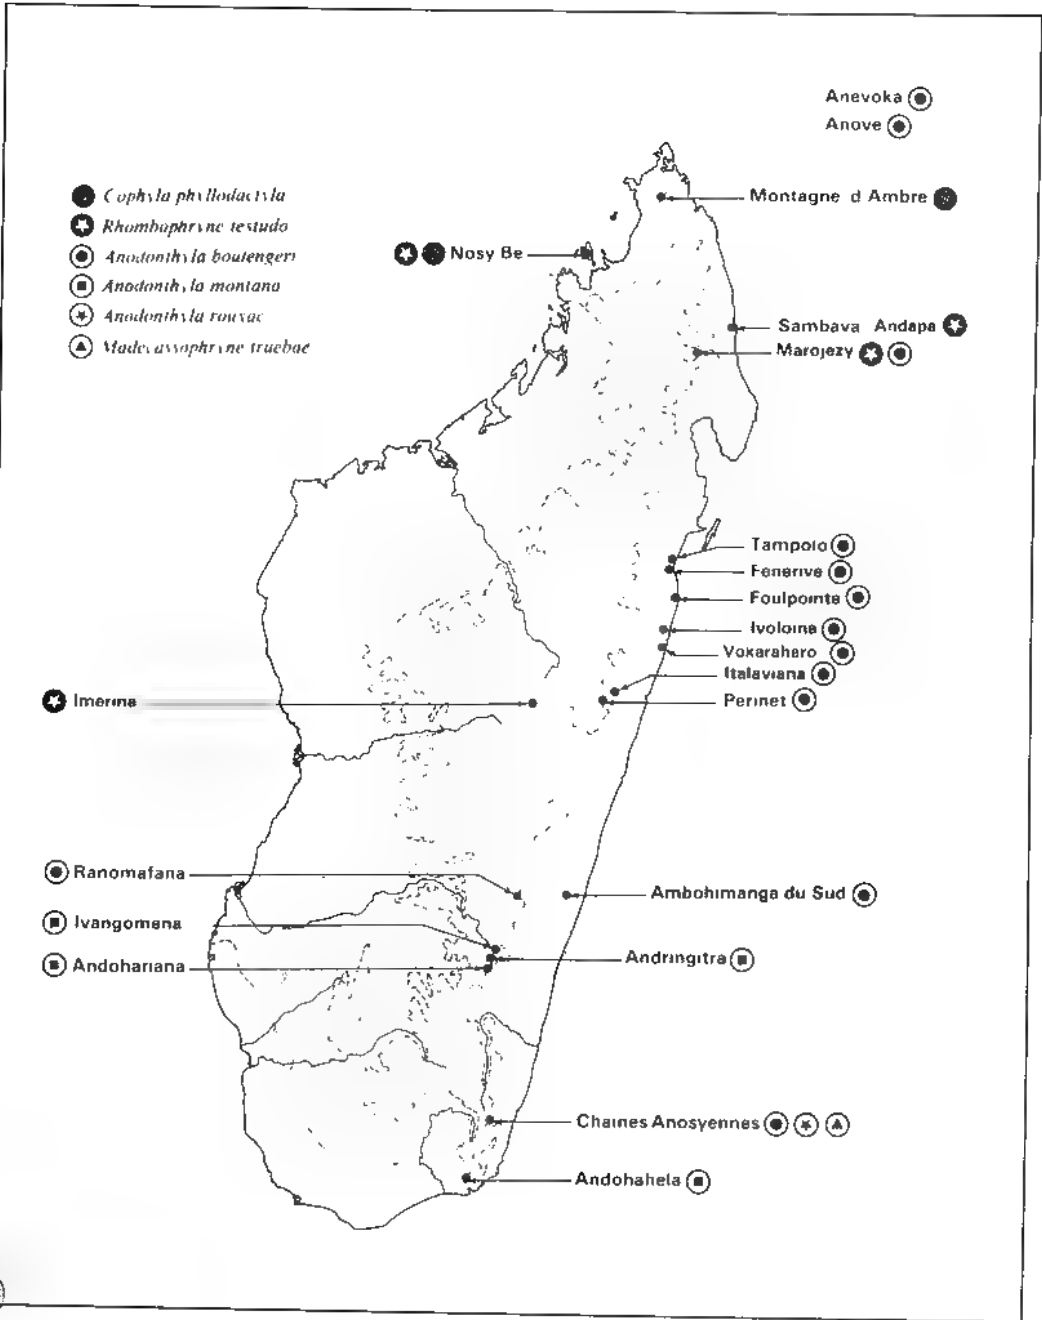 Anevoka
Anove
Cophyla phyllodactyla
Rhombophryne testudo
Anodonthyla boulengeri
Anodonthyla montana
Anodonthyla rouxae
Madecassophryne truebae
Montagne d Ambre
Nosy Be
Sambava Andapa
Marojezy
Tampolo
Fenerive
Foulpointe
Ivoloina
Voxaraharo
Italaviana
Perinet
Imerina
Ranomafana
Ambohimanga du Sud
Ivangomena
Andringitra
Andohariana
Chaines Anosyennes
Andohahela